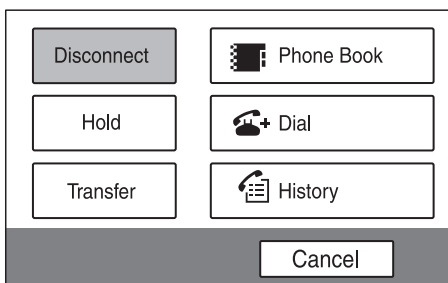 Disconnect
Phone Book
Hold
Dial
Transfer
History
Cancel